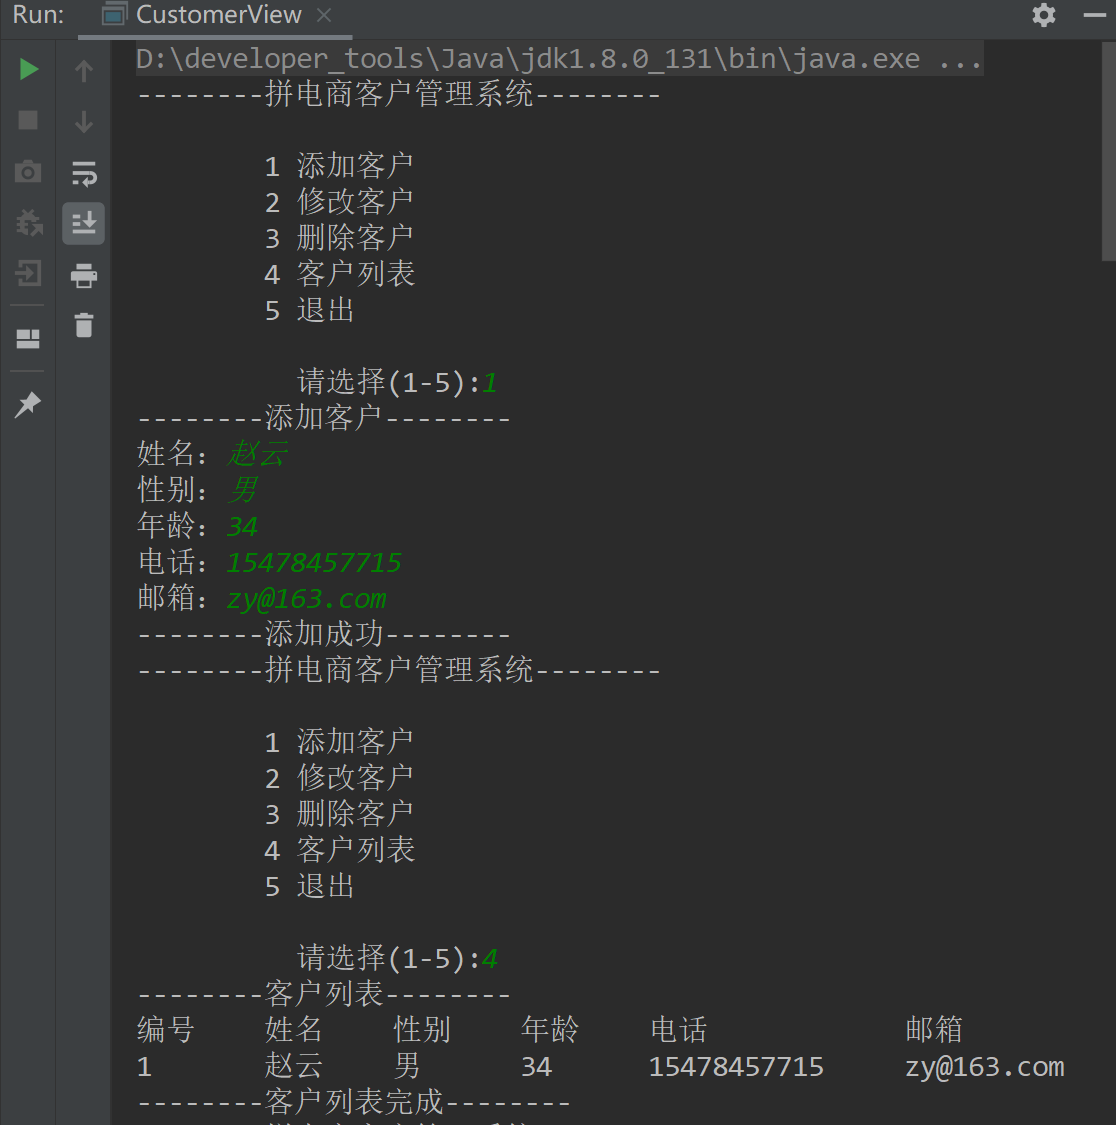 Run: CustomerView
D:\developer_tools\Java\jdk1.8.0_131\bin\java.exe ...
--------拼电商客户管理系统--------
1 添加客户
2 修改客户
3 删除客户
4 客户列表
5 退出
请选择(1-5):1
--------添加客户--------
姓名：赵云
性别：男
年龄：34
电话：15478457715
邮箱：zy@163.com
--------添加成功--------
--------拼电商客户管理系统--------
1 添加客户
2 修改客户
3 删除客户
4 客户列表
5 退出
请选择(1-5):4
--------客户列表--------
编号 姓名 性别 年龄 电话 邮箱
1 赵云 男 34 15478457715 zy@163.com
--------客户列表完成--------